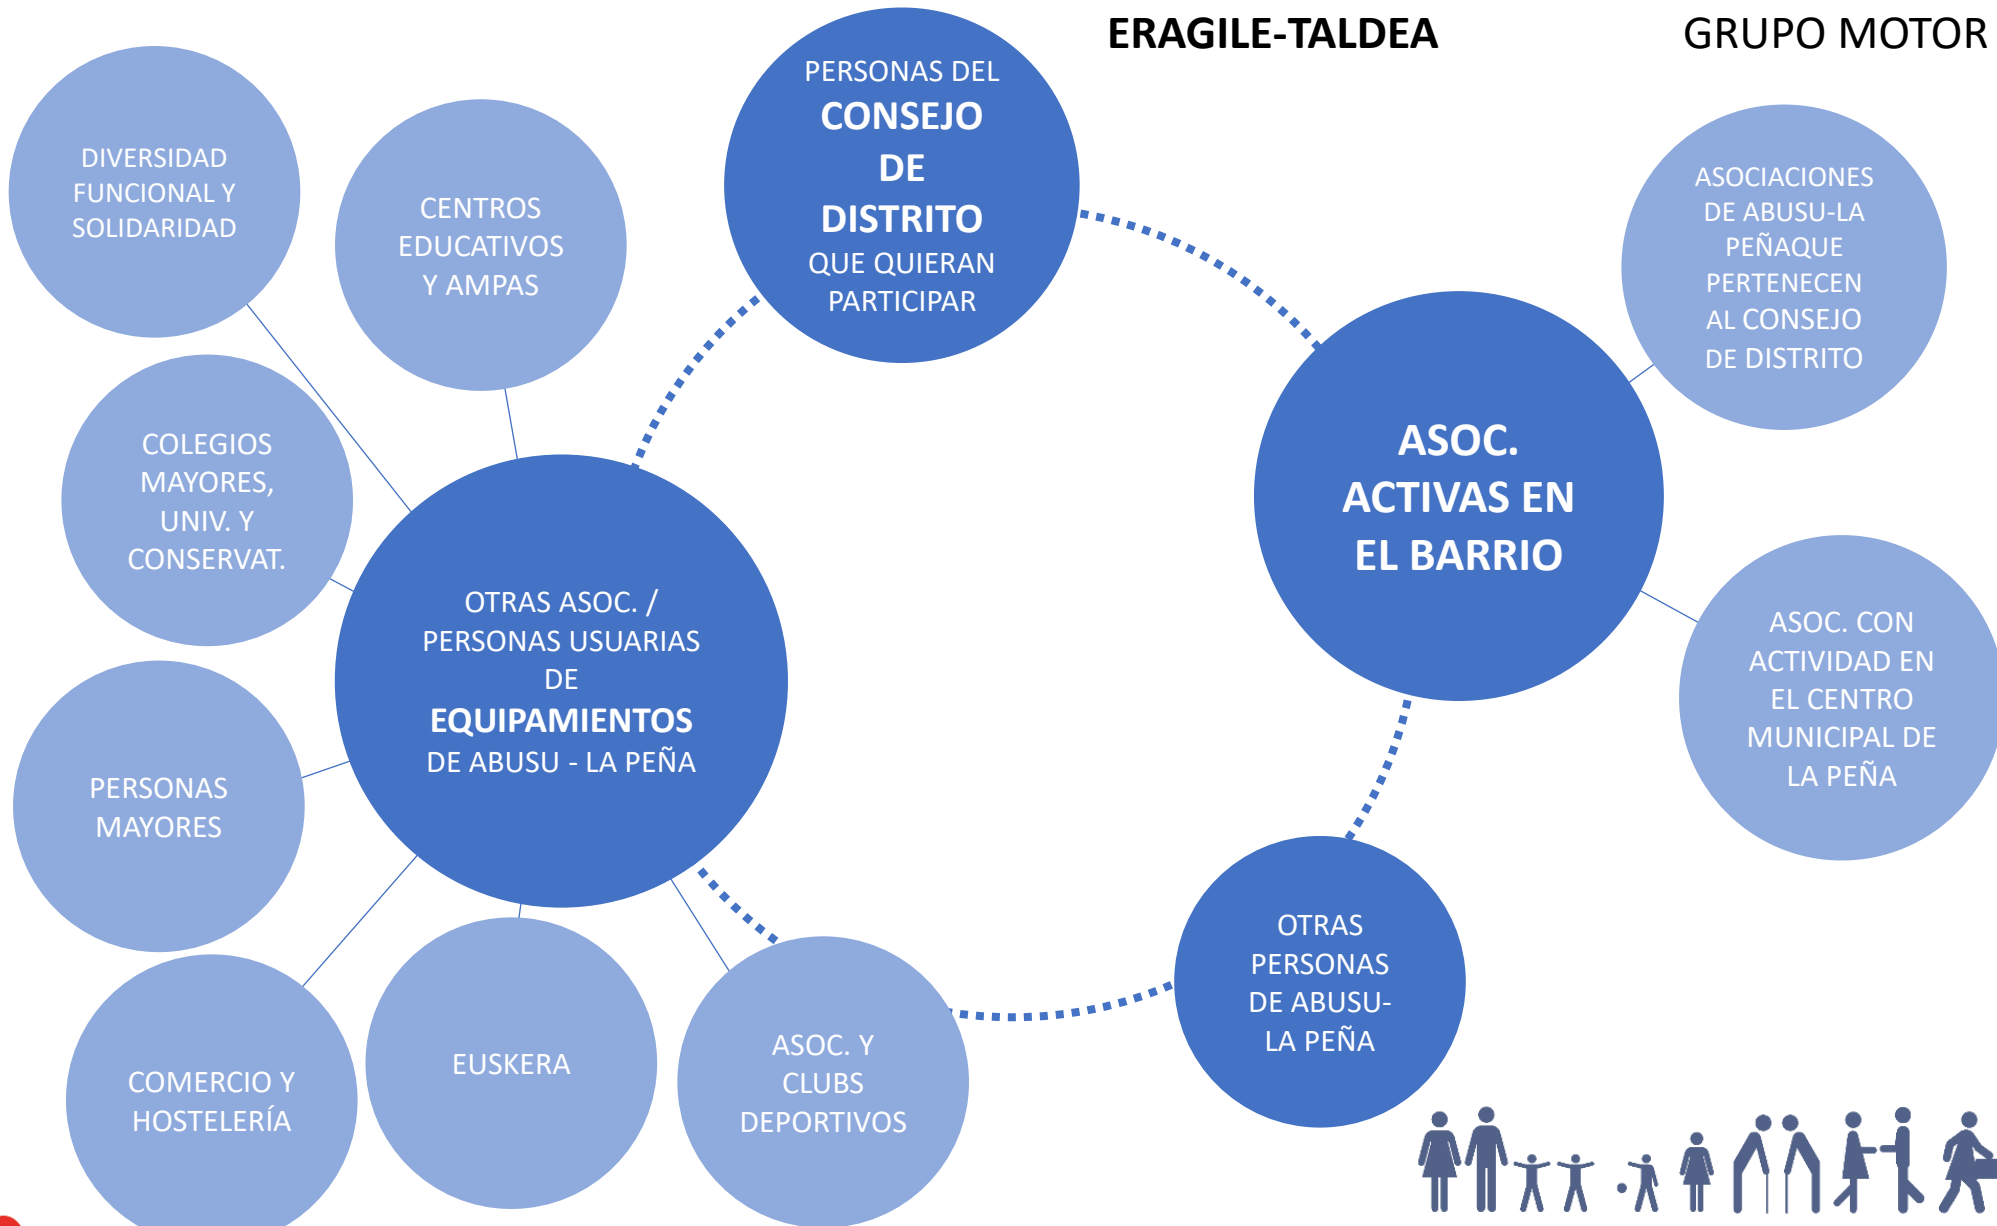 ERAGILE-TALDEA
GRUPO MOTOR
PERSONAS DEL
CONSEJO
DE
DISTRITO
QUE QUIERAN
PARTICIPAR
DIVERSIDAD
FUNCIONAL Y
SOLIDARIDAD
CENTROS
EDUCATIVOS
Y AMPAS
ASOCIACIONES
DE ABUSU-LA
PEÑAQUE
PERTENECEN
AL CONSEJO
DE DISTRITO
COLEGIOS
MAYORES,
UNIV. Y
CONSERVAT.
ASOC.
ACTIVAS EN
EL BARRIO
OTRAS ASOC. /
PERSONAS USUARIAS
DE
EQUIPAMIENTOS
DE ABUSU - LA PEÑA
ASOC. CON
ACTIVIDAD EN
EL CENTRO
MUNICIPAL DE
LA PEÑA
PERSONAS
MAYORES
OTRAS
PERSONAS
DE ABUSU-
LA PEÑA
COMERCIO Y
HOSTELERÍA
EUSKERA
ASOC. Y
CLUBS
DEPORTIVOS